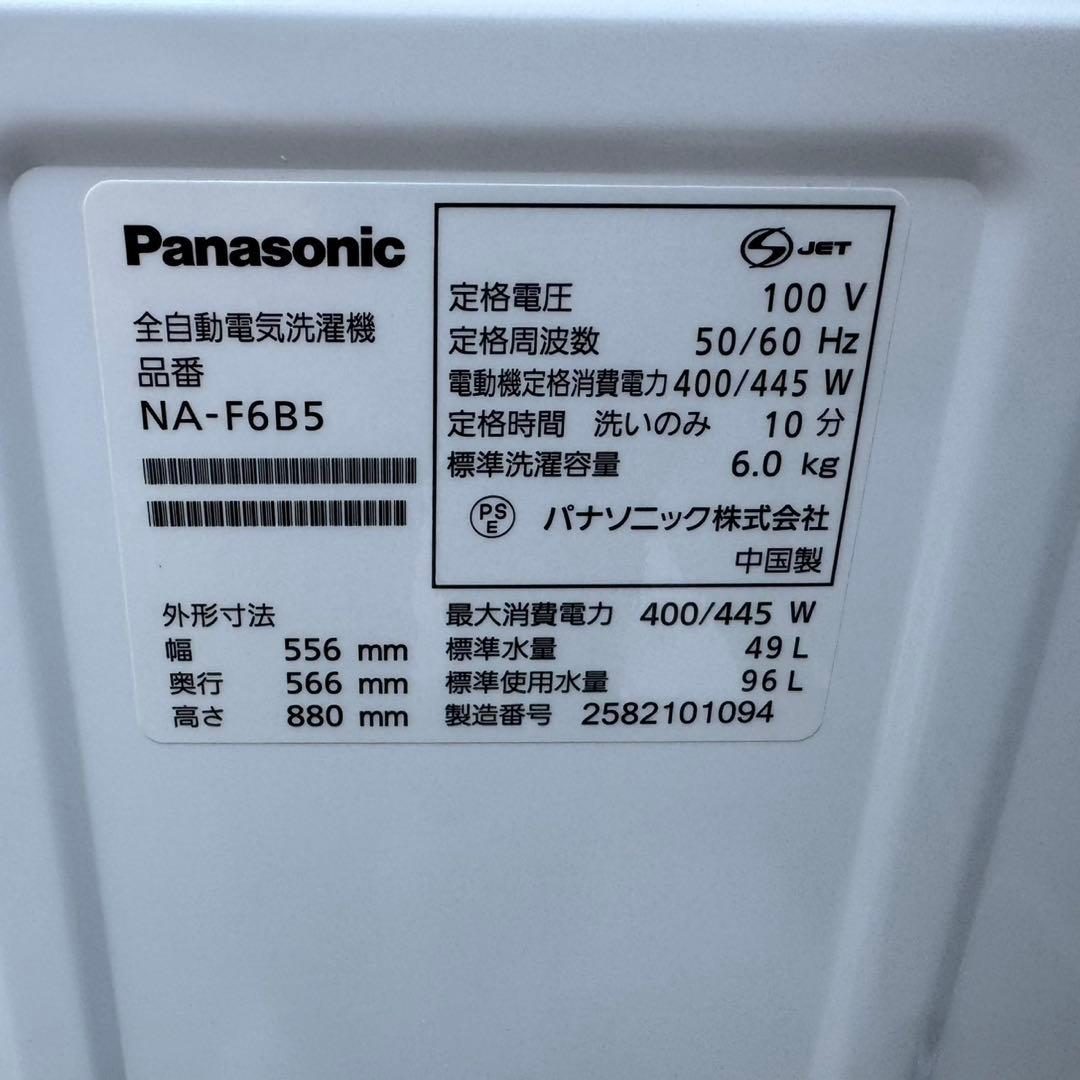 Panasonic
全自動電気洗濯機
品番
NA-F6B5
S JET
定格電圧 100 V
定格周波数 50/60 Hz
電動機定格消費電力 400/445 W
定格時間 洗いのみ 10 分
標準洗濯容量 6.0 kg
PSE パナソニック株式会社
中国製
外形寸法
幅 556 mm
奥行 566 mm
高さ 880 mm
最大消費電力 400/445 W
標準水量 49 L
標準使用水量 96 L
製造番号 2582101094